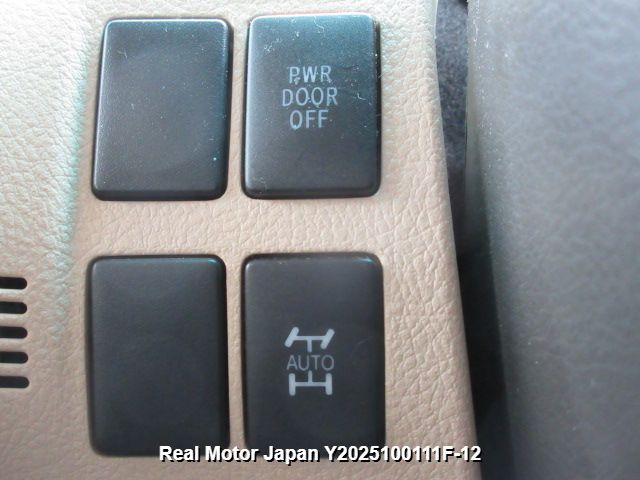 PWR
DOOR
OFF
AUTO
Real Motor Japan Y2025100111F-12